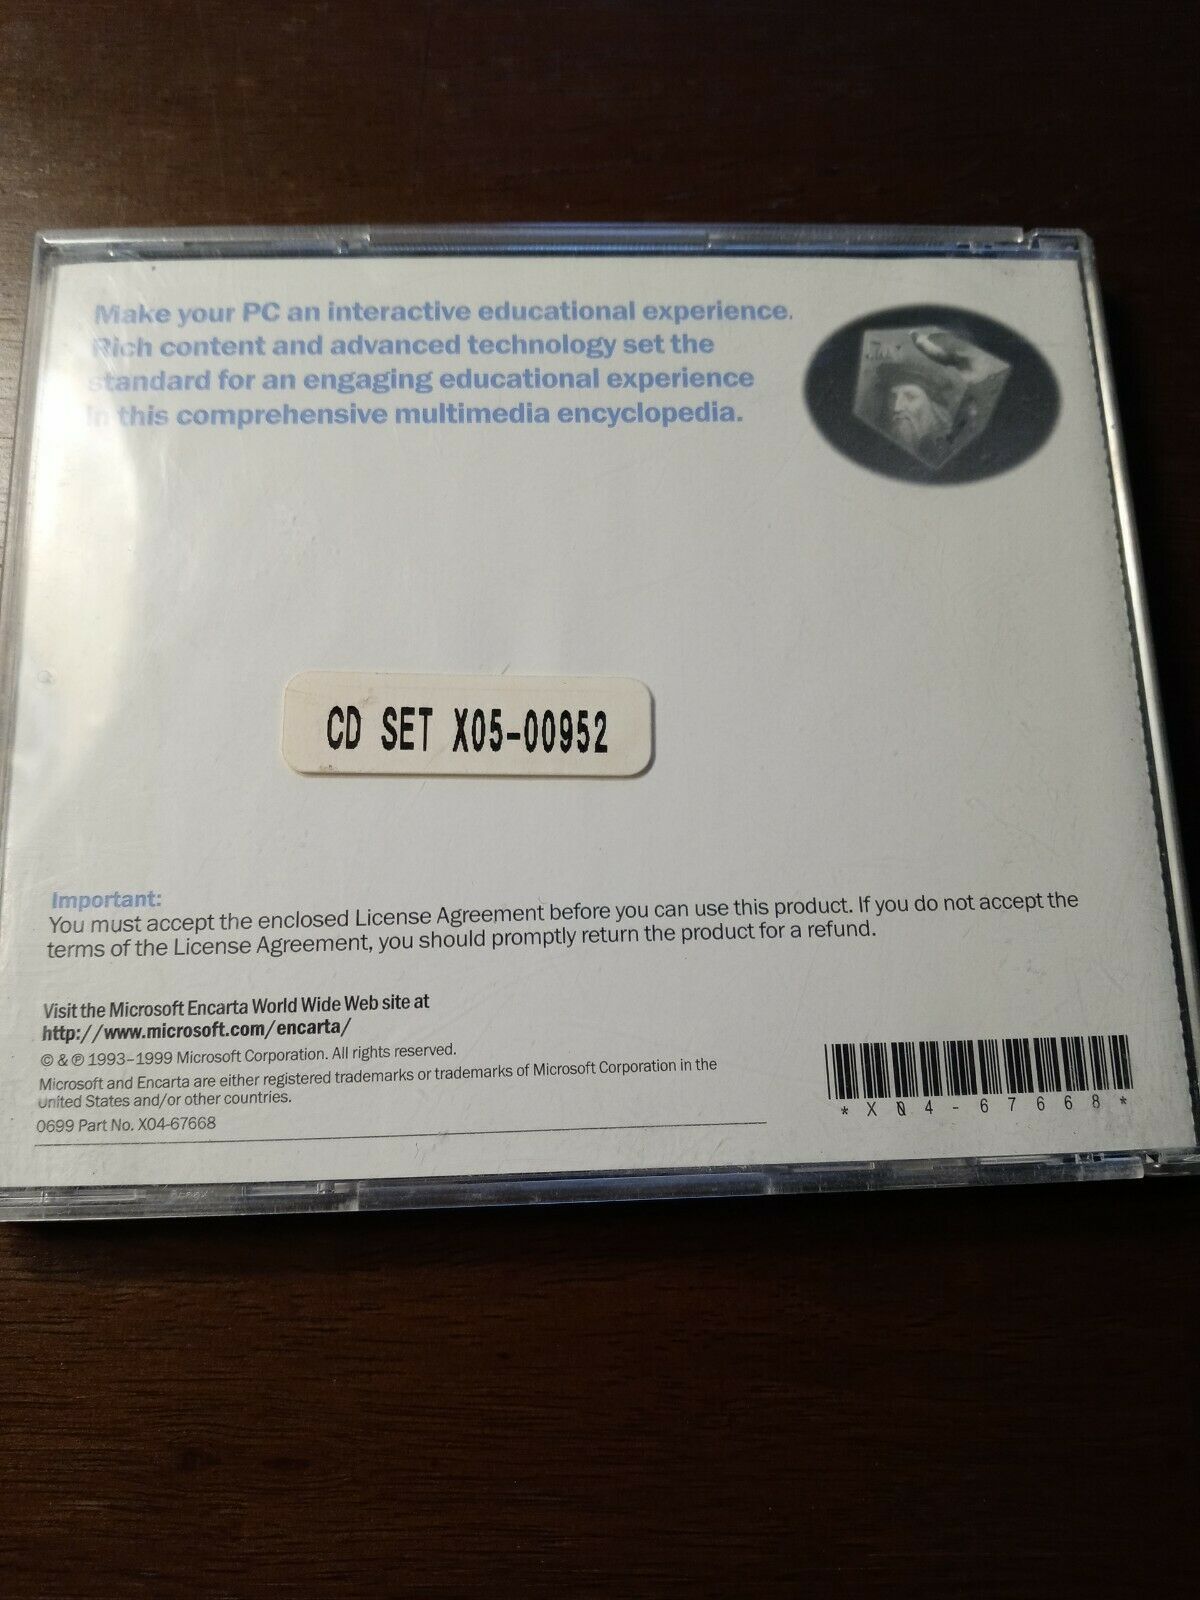 Make your PC an interactive educational experience.
Rich content and advanced technology set the
standard for an engaging educational experience
in this comprehensive multimedia encyclopedia.
CD SET X05-00952
Important:
You must accept the enclosed License Agreement before you can use this product. If you do not accept the
terms of the License Agreement, you should promptly return the product for a refund.
Visit the Microsoft Encarta World Wide Web site at
http://www.microsoft.com/encarta/
© & ℗ 1993–1999 Microsoft Corporation. All rights reserved.
Microsoft and Encarta are either registered trademarks or trademarks of Microsoft Corporation in the
United States and/or other countries.
0699 Part No. X04-67668
*X04-67668*